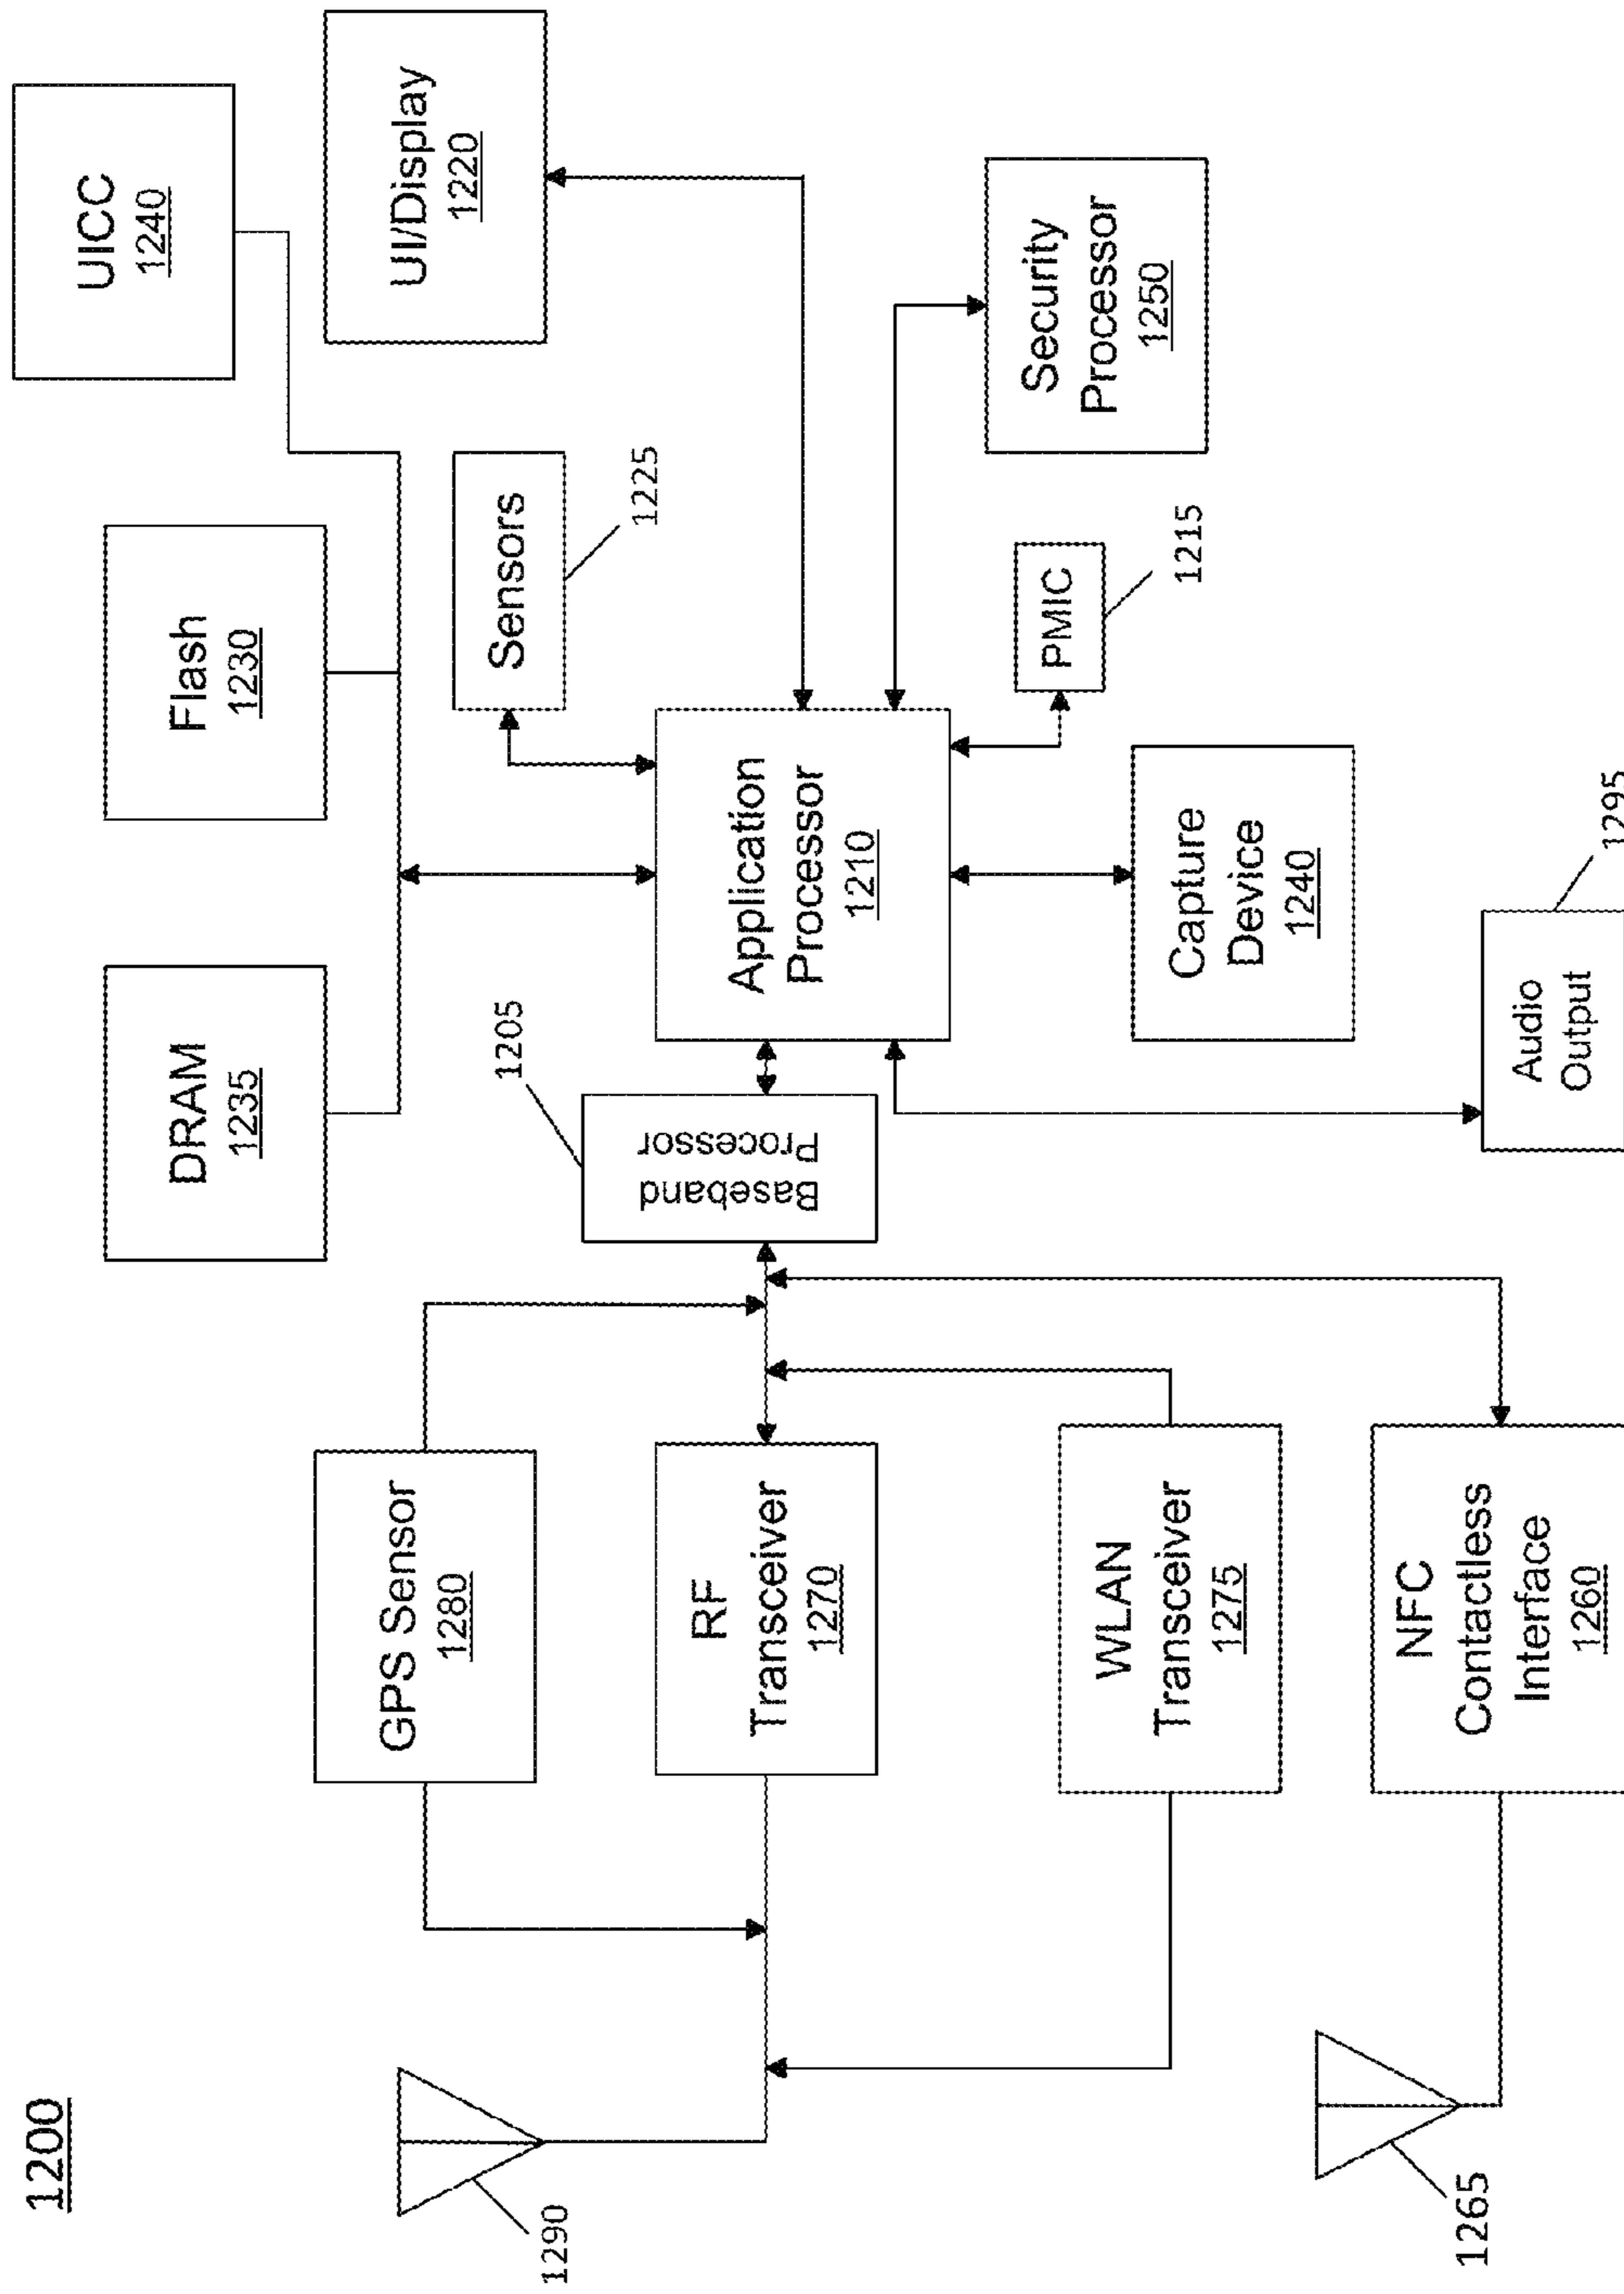 1200
UICC
1240
Flash
1230
DRAM
1235
UI/Display
1220
Sensors
1225
Security
Processor
1250
PMIC
1215
Application
Processor
1210
Capture
Device
1240
Baseband
Processor
1205
Audio
Output
1295
GPS Sensor
1280
RF
Transceiver
1270
WLAN
Transceiver
1275
NFC
Contactless
Interface
1260
1290
1265